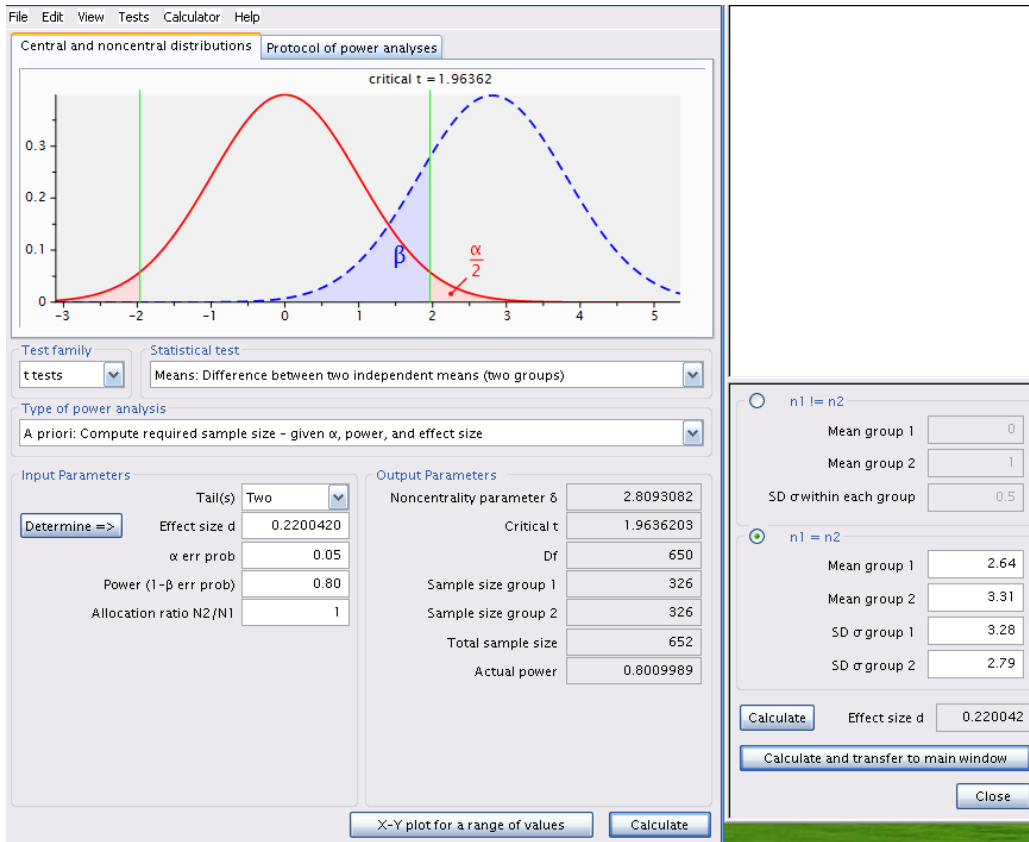 File Edit View Tests Calculator Help
Central and noncentral distributions Protocol of power analyses
critical t = 1.96362
0.3
0.2
0.1
0
β
α
2
-3 -2 -1 0 1 2 3 4 5
Test family
t tests
Statistical test
Means: Difference between two independent means (two groups)
Type of power analysis
A priori: Compute required sample size - given α, power, and effect size
Input Parameters
Tail(s) Two
Determine => Effect size d 0.2200420
α err prob 0.05
Power (1-β err prob) 0.80
Allocation ratio N2/N1 1
Output Parameters
Noncentrality parameter δ 2.8093082
Critical t 1.9636203
Df 650
Sample size group 1 326
Sample size group 2 326
Total sample size 652
Actual power 0.8009989
X-Y plot for a range of values Calculate
n1 != n2
Mean group 1 0
Mean group 2 1
SD σ within each group 0.5
n1 = n2
Mean group 1 2.64
Mean group 2 3.31
SD σ group 1 3.28
SD σ group 2 2.79
Calculate Effect size d 0.220042
Calculate and transfer to main window
Close